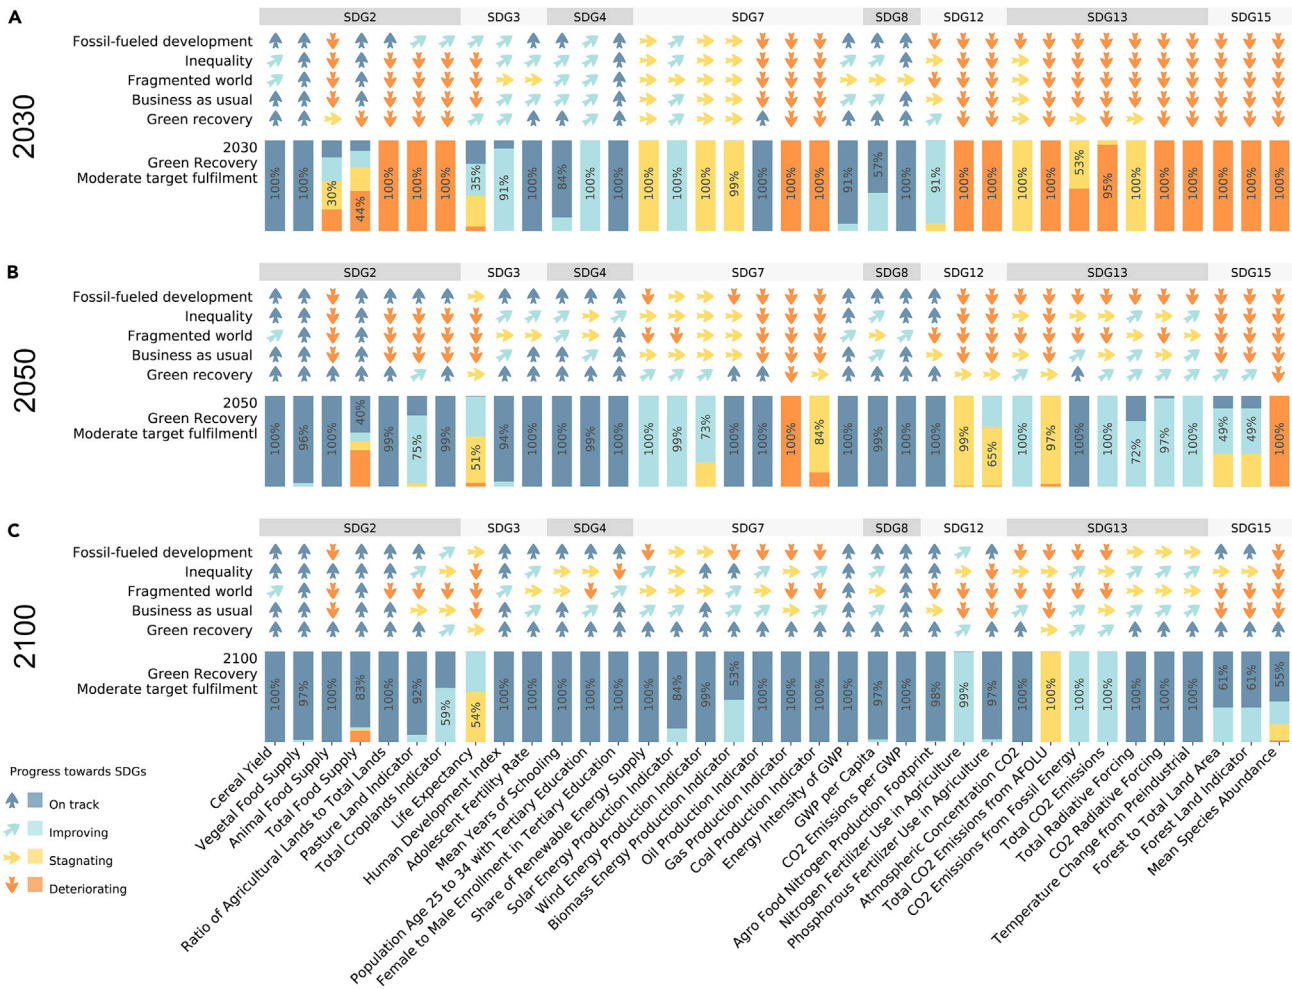 A
SDG2 SDG3 SDG4 SDG7 SDG8 SDG12 SDG13 SDG15
2030
Fossil-fueled development
Inequality
Fragmented world
Business as usual
Green recovery
2030
Green Recovery
Moderate target fulfilment
100% 100% 30% 44% 100% 100% 100% 35% 91% 100% 84% 100% 100% 100% 100% 100% 99% 100% 100% 100% 91% 57% 100% 91% 100% 100% 100% 100% 53% 95% 100% 100% 100% 100% 100% 100%
B
SDG2 SDG3 SDG4 SDG7 SDG8 SDG12 SDG13 SDG15
2050
Fossil-fueled development
Inequality
Fragmented world
Business as usual
Green recovery
2050
Green Recovery
Moderate target fulfilmentl
100% 96% 100% 40% 99% 75% 99% 51% 94% 100% 100% 99% 100% 100% 99% 73% 100% 100% 100% 84% 100% 99% 100% 100% 99% 65% 100% 97% 100% 100% 72% 97% 100% 49% 49% 100%
C
SDG2 SDG3 SDG4 SDG7 SDG8 SDG12 SDG13 SDG15
2100
Fossil-fueled development
Inequality
Fragmented world
Business as usual
Green recovery
2100
Green Recovery
Moderate target fulfilment
100% 97% 100% 83% 100% 92% 59% 54% 100% 100% 100% 100% 100% 100% 84% 99% 53% 100% 100% 100% 100% 97% 100% 98% 99% 97% 100% 100% 100% 100% 100% 100% 100% 61% 61% 55%
Cereal Yield
Vegetal Food Supply
Animal Food Supply
Total Food Supply
Ratio of Agricultural Lands to Total Lands
Pasture Land Indicator
Total Croplands Indicator
Life Expectancy
Human Development Index
Adolescent Fertility Rate
Mean Years of Schooling
Population Age 25 to 34 with Tertiary Education
Female to Male Enrollment in Tertiary Education
Share of Renewable Energy Supply
Solar Energy Production Indicator
Wind Energy Production Indicator
Biomass Energy Production Indicator
Oil Production Indicator
Gas Production Indicator
Coal Production Indicator
Energy Intensity of GWP
GWP per Capita
CO2 Emissions per GWP
Agro Food Nitrogen Production Footprint
Nitrogen Fertilizer Use in Agriculture
Phosphorous Fertilizer Use in Agriculture
Atmospheric Concentration CO2
Total CO2 Emissions from AFOLU
CO2 Emissions from Fossil Energy
Total CO2 Emissions
Total Radiative Forcing
CO2 Radiative Forcing
Temperature Change from Preindustrial
Forest to Total Land Area
Forest Land Indicator
Mean Species Abundance
Progress towards SDGs
On track
Improving
Stagnating
Deteriorating